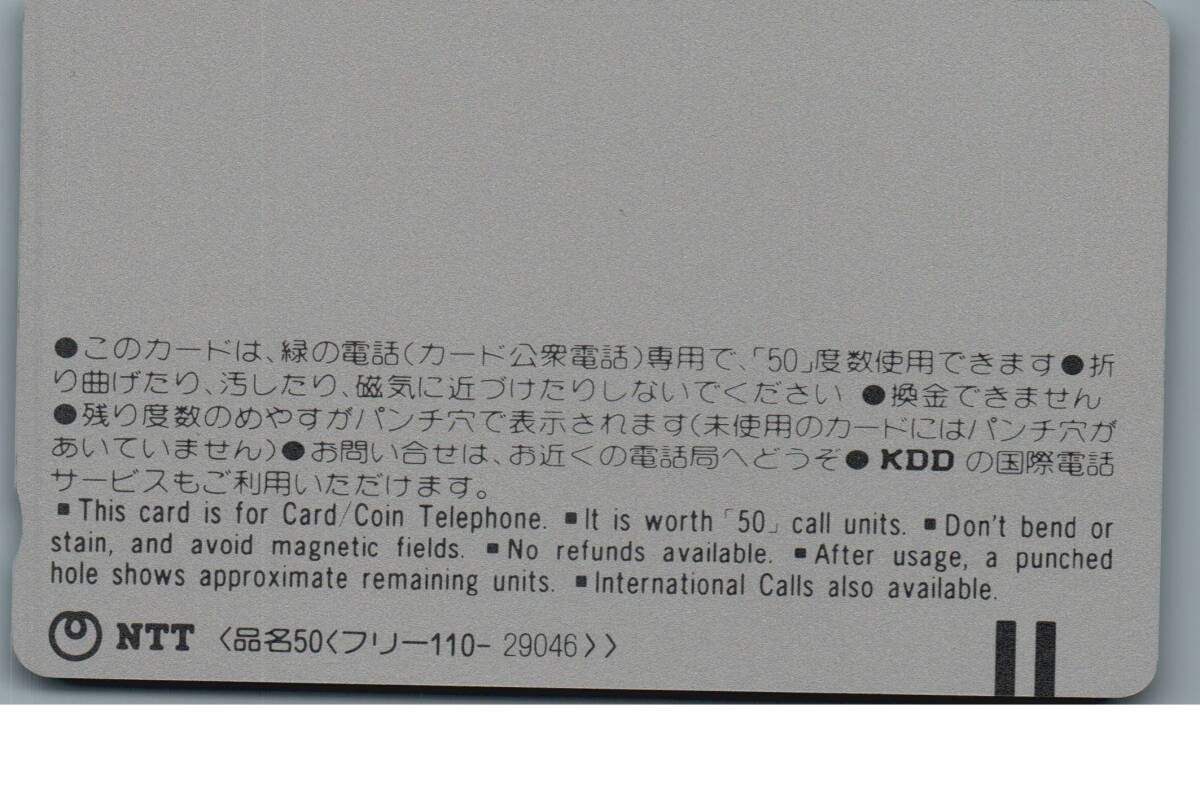 ●このカードは、緑の電話(カード公衆電話)専用で、「50」度数使用できます●折
り曲げたり、汚したり、磁気に近づけたりしないでください ●換金できません
●残り度数のめやすがパンチ穴で表示されます(未使用のカードにはパンチ穴が
あいていません)●お問い合せは、お近くの電話局へどうぞ● KDD の国際電話
サービスもご利用いただけます。
▪This card is for Card/Coin Telephone. ▪It is worth「50」call units. ▪Don't bend or
stain, and avoid magnetic fields. ▪No refunds available. ▪After usage, a punched
hole shows approximate remaining units. ▪International Calls also available.
NTT 〈品名50〈フリー110- 29046〉〉